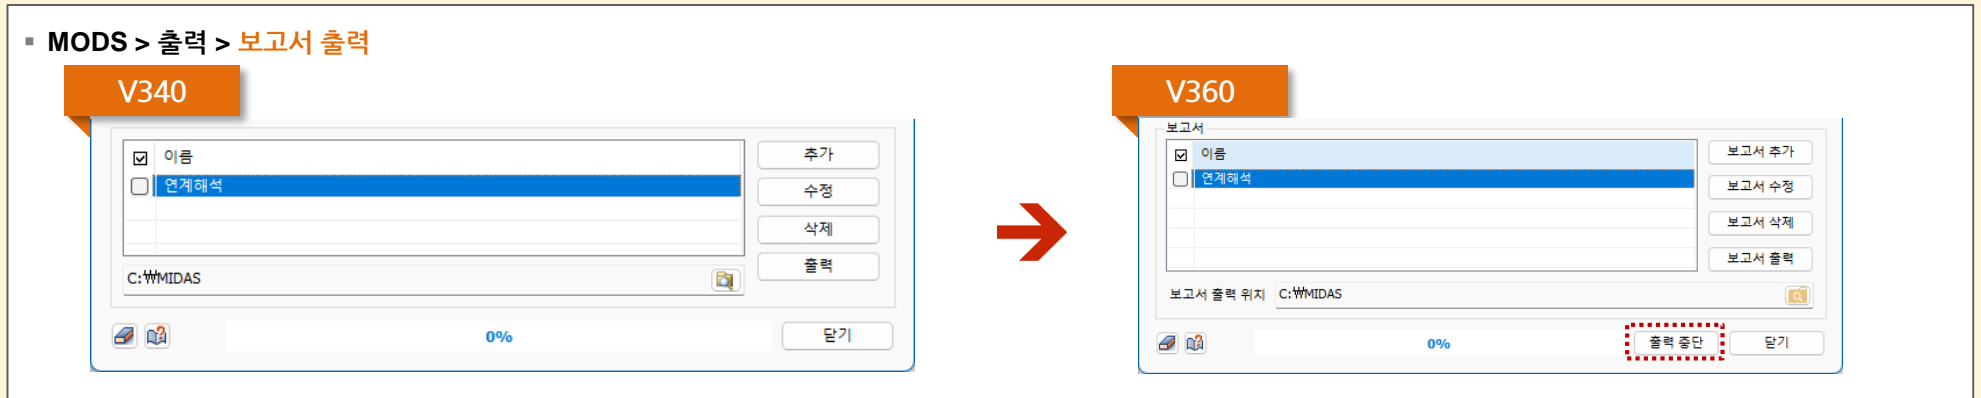 ▪ MODS > 출력 > 보고서 출력
V340
이름
연계해석
추가
수정
삭제
출력
C:₩MIDAS
0%
닫기
V360
보고서
이름
연계해석
보고서 추가
보고서 수정
보고서 삭제
보고서 출력
보고서 출력 위치 C:₩MIDAS
0%
출력 중단
닫기